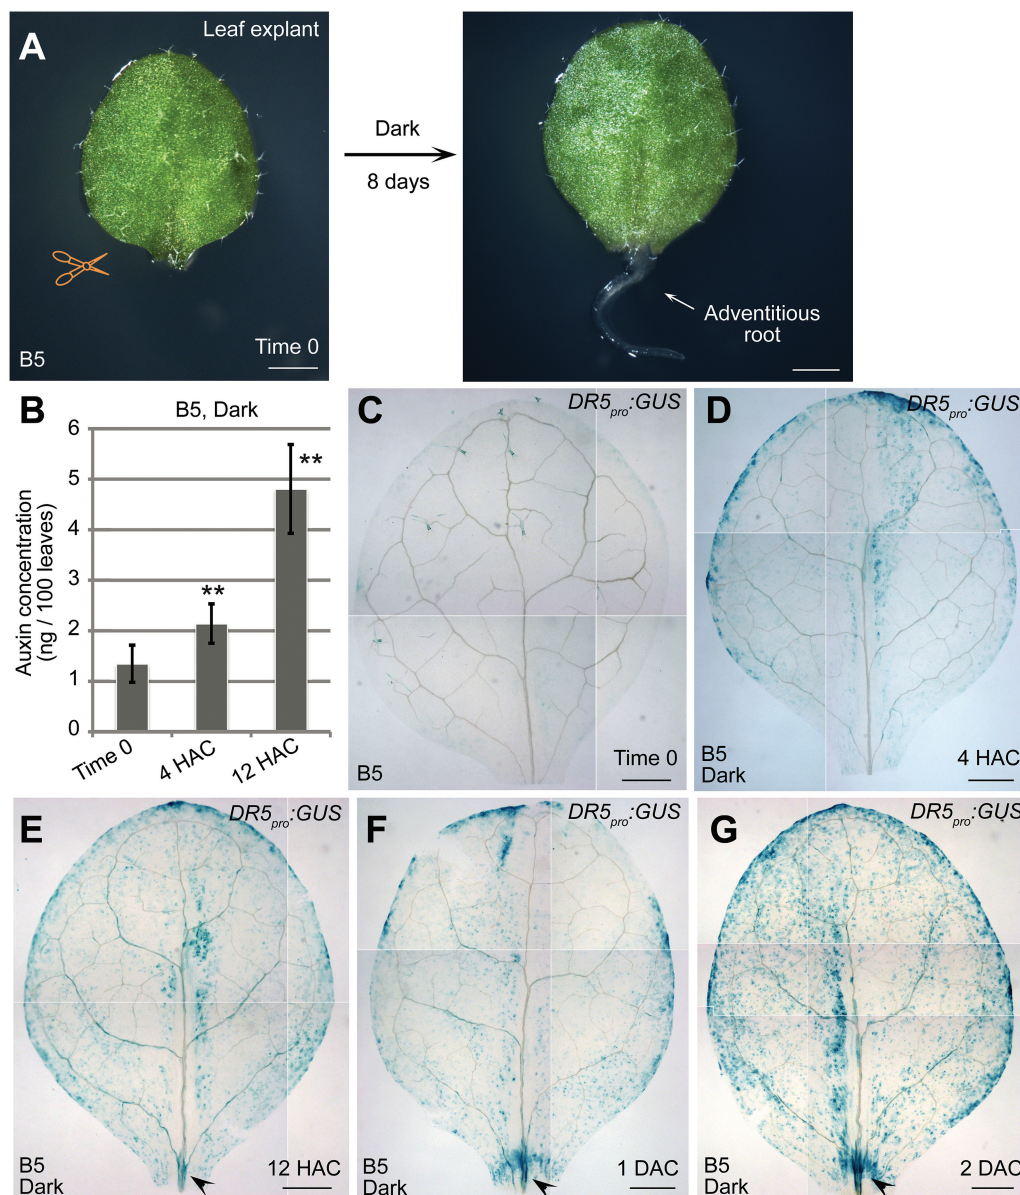 A
Leaf explant
Time 0
B5
Dark
8 days
Adventitious
root
B
B5, Dark
Auxin concentration
(ng / 100 leaves)
6
5
4
3
2
1
0
**
**
Time 0
4 HAC
12 HAC
C
DR5pro:GUS
B5
Time 0
D
DR5pro:GUS
B5
Dark
4 HAC
E
DR5pro:GUS
B5
Dark
12 HAC
F
DR5pro:GUS
B5
Dark
1 DAC
G
DR5pro:GUS
B5
Dark
2 DAC